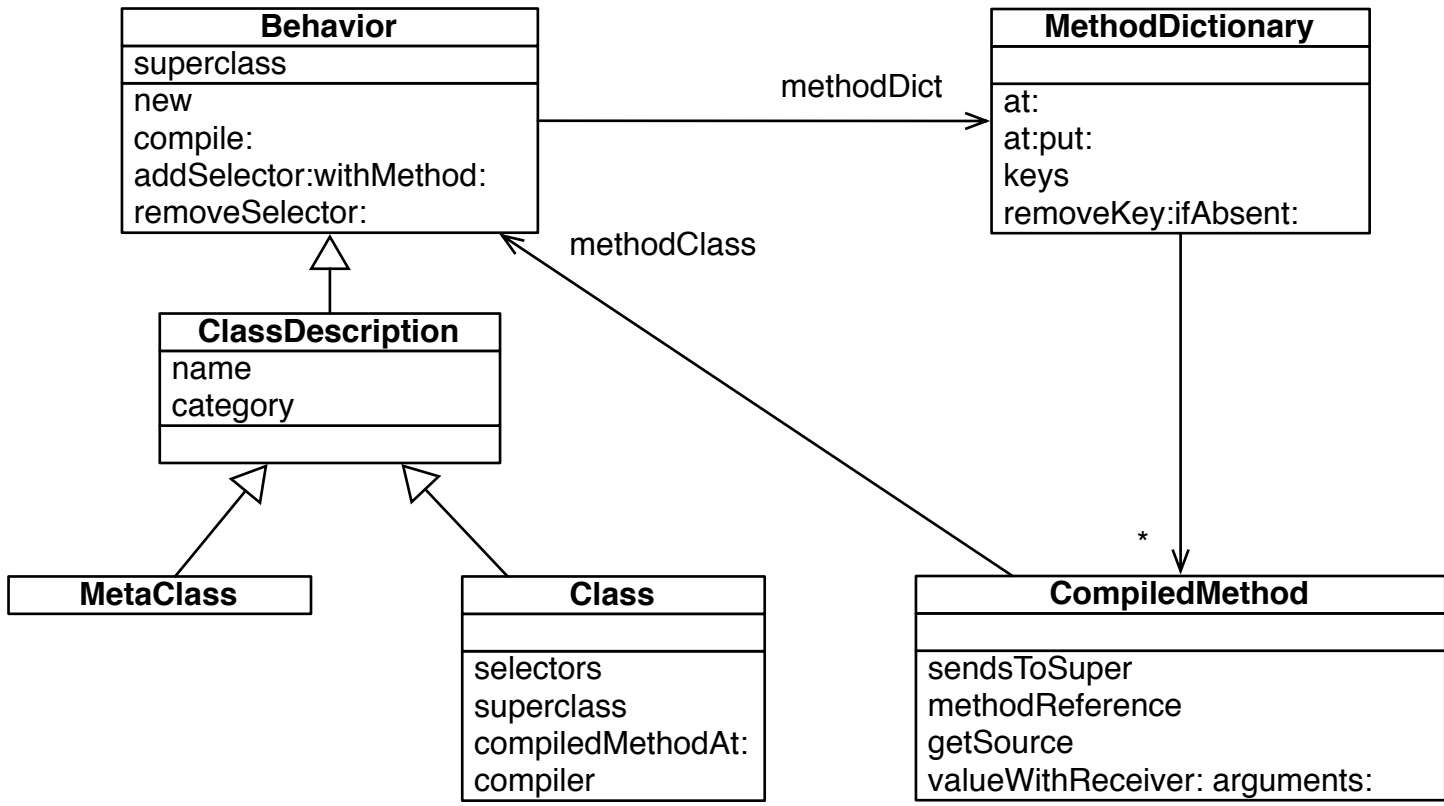 Behavior
superclass
new
compile:
addSelector:withMethod:
removeSelector:
methodDict
MethodDictionary
at:
at:put:
keys
removeKey:ifAbsent:
methodClass
ClassDescription
name
category
*
MetaClass
Class
selectors
superclass
compiledMethodAt:
compiler
CompiledMethod
sendsToSuper
methodReference
getSource
valueWithReceiver: arguments: